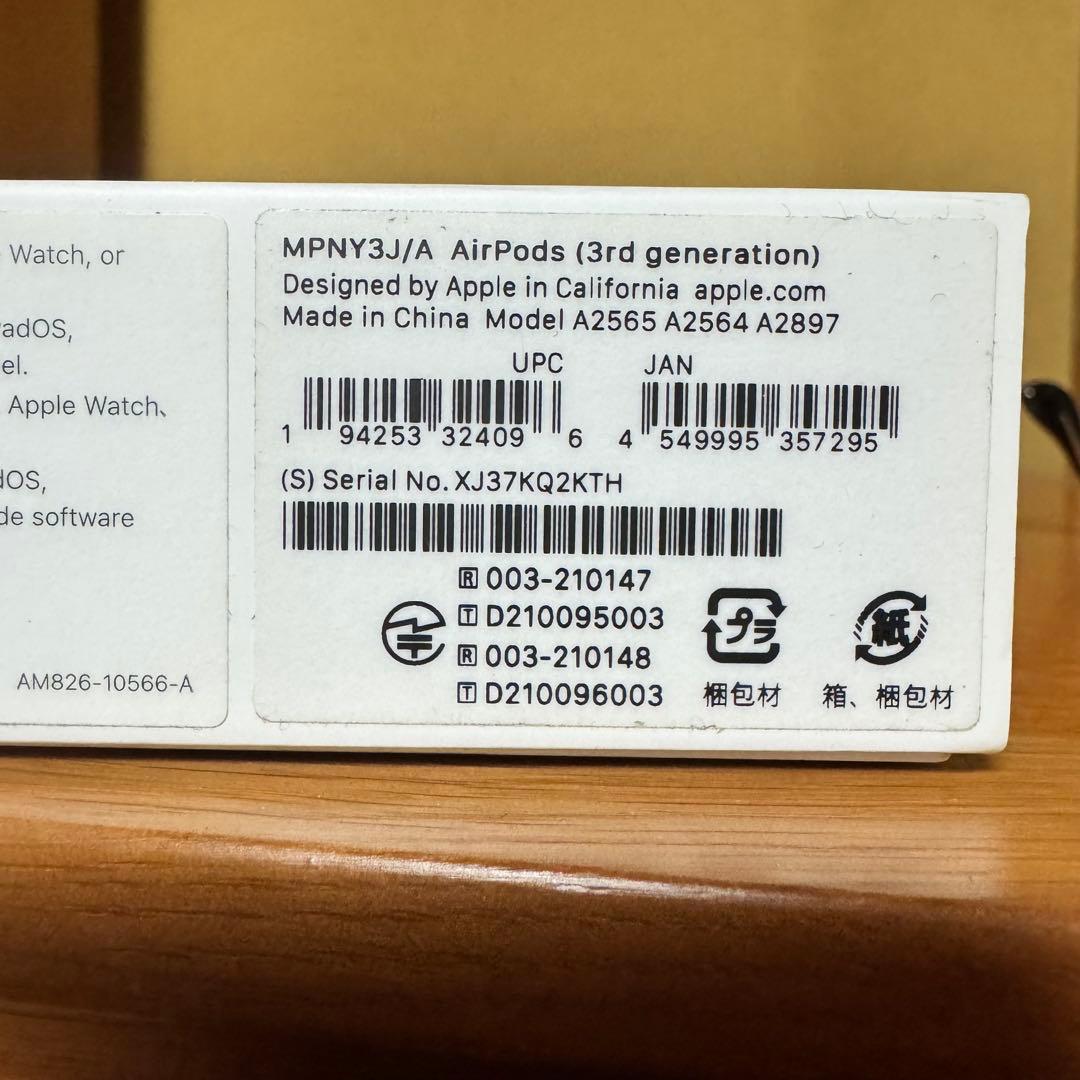 Watch, or
adOS,
el.
Apple Watch、
dOS,
de software
AM826-10566-A
MPNY3J/A AirPods (3rd generation)
Designed by Apple in California apple.com
Made in China Model A2565 A2564 A2897
UPC JAN
1 94253 32409 6 4 549995 357295
(S) Serial No. XJ37KQ2KTH
R 003-210147
T D210095003
R 003-210148
T D210096003
プラ
梱包材
紙
箱、梱包材